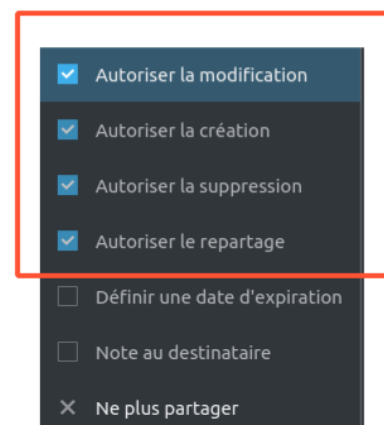 Autoriser la modification
Autoriser la création
Autoriser la suppression
Autoriser le repartage
Définir une date d'expiration
Note au destinataire
Ne plus partager